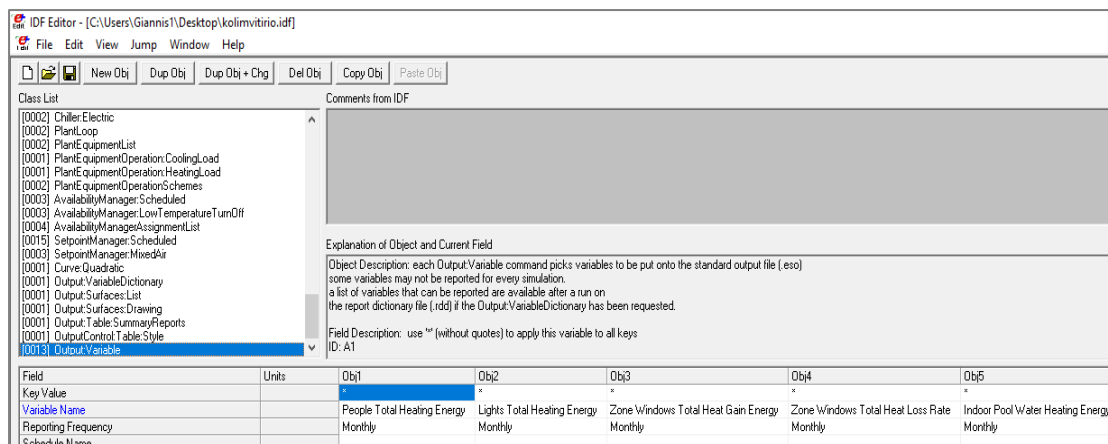 IDF Editor - [C:\Users\Giannis1\Desktop\kolimvitirio.idf]
File Edit View Jump Window Help
New Obj Dup Obj Dup Obj + Chg Del Obj Copy Obj Paste Obj
Class List Comments from IDF
[0002] Chiller:Electric
[0002] PlantLoop
[0002] PlantEquipmentList
[0001] PlantEquipmentOperation:CoolingLoad
[0001] PlantEquipmentOperation:HeatingLoad
[0002] PlantEquipmentOperationSchemes
[0003] AvailabilityManager:Scheduled
[0003] AvailabilityManager:LowTemperatureTurnOff
[0004] AvailabilityManagerAssignmentList
[0015] SetpointManager:Scheduled
[0003] SetpointManager:MixedAir
[0001] Curve:Quadratic
[0001] Output:VariableDictionary
[0001] Output:Surfaces:List
[0001] Output:Surfaces:Drawing
[0001] Output:Table:SummaryReports
[0001] OutputControl:Table:Style
[0013] Output:Variable
Explanation of Object and Current Field
Object Description: each Output:Variable command picks variables to be put onto the standard output file (.eso)
some variables may not be reported for every simulation.
a list of variables that can be reported are available after a run on
the report dictionary file (.rdd) if the Output:VariableDictionary has been requested.
Field Description: use '*' (without quotes) to apply this variable to all keys
ID: A1
Field Units Obj1 Obj2 Obj3 Obj4 Obj5
Key Value * * * * *
Variable Name People Total Heating Energy Lights Total Heating Energy Zone Windows Total Heat Gain Energy Zone Windows Total Heat Loss Rate Indoor Pool Water Heating Energy
Reporting Frequency Monthly Monthly Monthly Monthly Monthly
Schedule Name